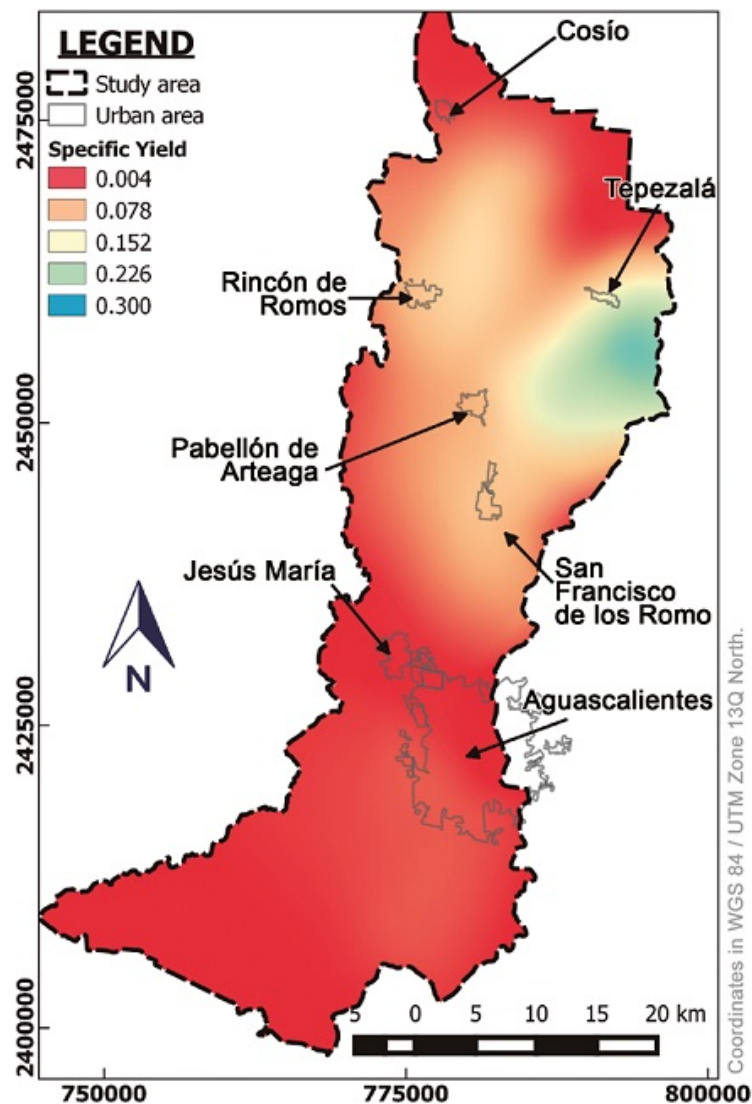 LEGEND
Study area
Urban area
Specific Yield
0.004
0.078
0.152
0.226
0.300
Cosío
Tepezalá
Rincón de
Romos
Pabellón de
Arteaga
San
Francisco
de los Romo
Jesús María
Aguascalientes
N
5 0 5 10 15 20 km
2475000
2450000
2425000
2400000
750000 775000 800000
Coordinates in WGS 84 / UTM Zone 13Q North.